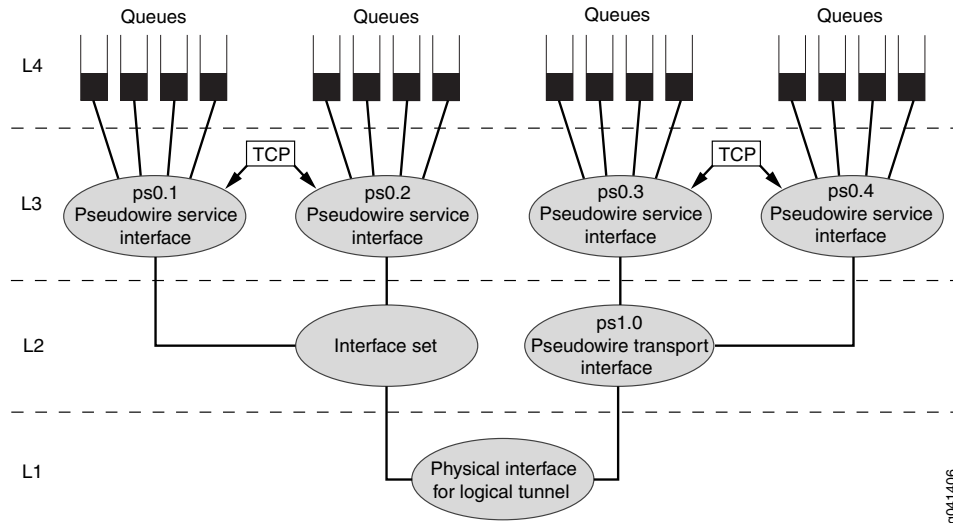 Queues
Queues
Queues
Queues
L4
TCP
TCP
L3
ps0.1
Pseudowire service
interface
ps0.2
Pseudowire service
interface
ps0.3
Pseudowire service
interface
ps0.4
Pseudowire service
interface
L2
Interface set
ps1.0
Pseudowire transport
interface
L1
Physical interface
for logical tunnel
g041406